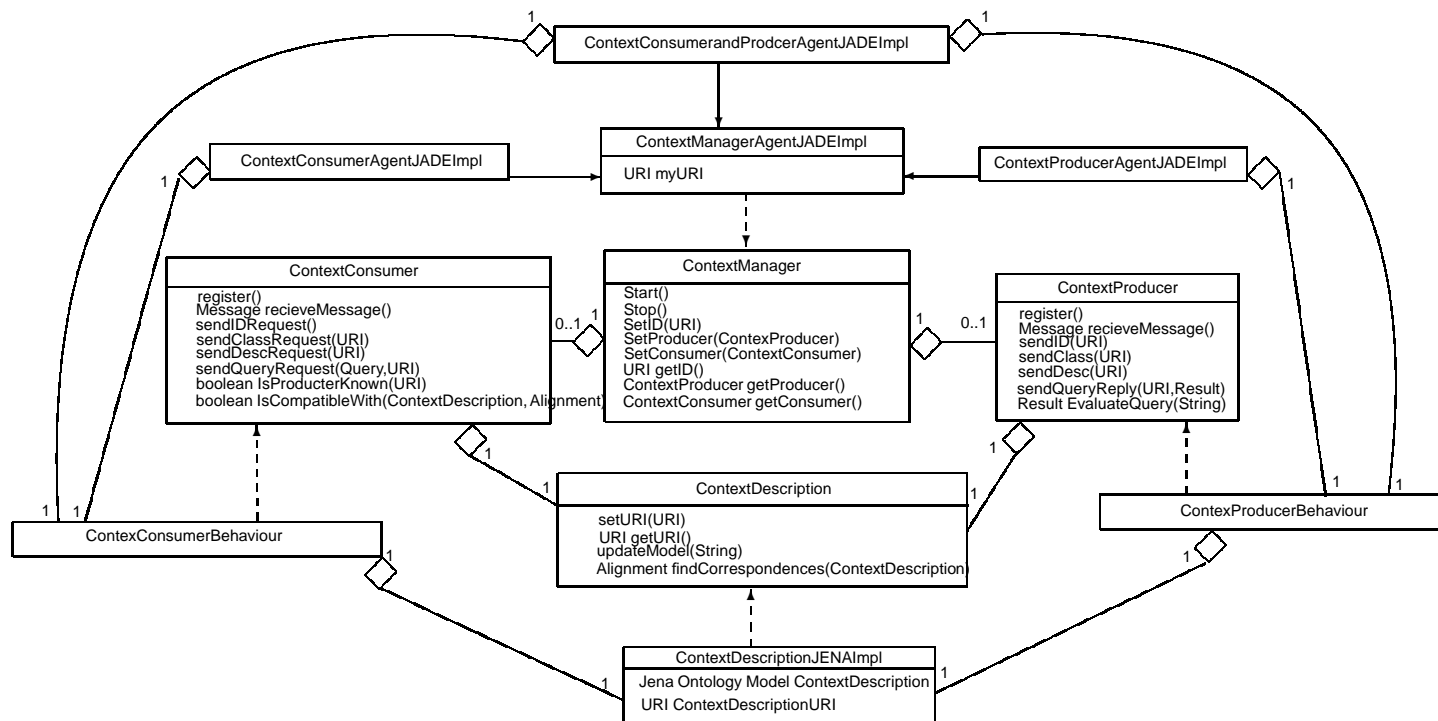 1
1
ContextConsumerandProdcerAgentJADEImpl
ContextManagerAgentJADEImpl
URI myURI
ContextConsumerAgentJADEImpl
1
ContextProducerAgentJADEImpl
1
ContextConsumer
register()
Message recieveMessage()
sendIDRequest()
sendClassRequest(URI)
sendDescRequest(URI)
sendQueryRequest(Query,URI)
boolean IsProducterKnown(URI)
boolean IsCompatibleWith(ContextDescription, Alignment)
0..1
1
ContextManager
Start()
Stop()
SetID(URI)
SetProducer(ContexProducer)
SetConsumer(ContextConsumer)
URI getID()
ContextProducer getProducer()
ContextConsumer getConsumer()
1
0..1
ContextProducer
register()
Message recieveMessage()
sendID(URI)
sendClass(URI)
sendDesc(URI)
sendQueryReply(URI,Result)
Result EvaluateQuery(String)
1
1
1
1
ContextDescription
setURI(URI)
URI getURI()
updateModel(String)
Alignment findCorrespondences(ContextDescription)
1
1
ContexConsumerBehaviour
1
1
1
ContexProducerBehaviour
1
1
1
ContextDescriptionJENAImpl
Jena Ontology Model ContextDescription
URI ContextDescriptionURI
1